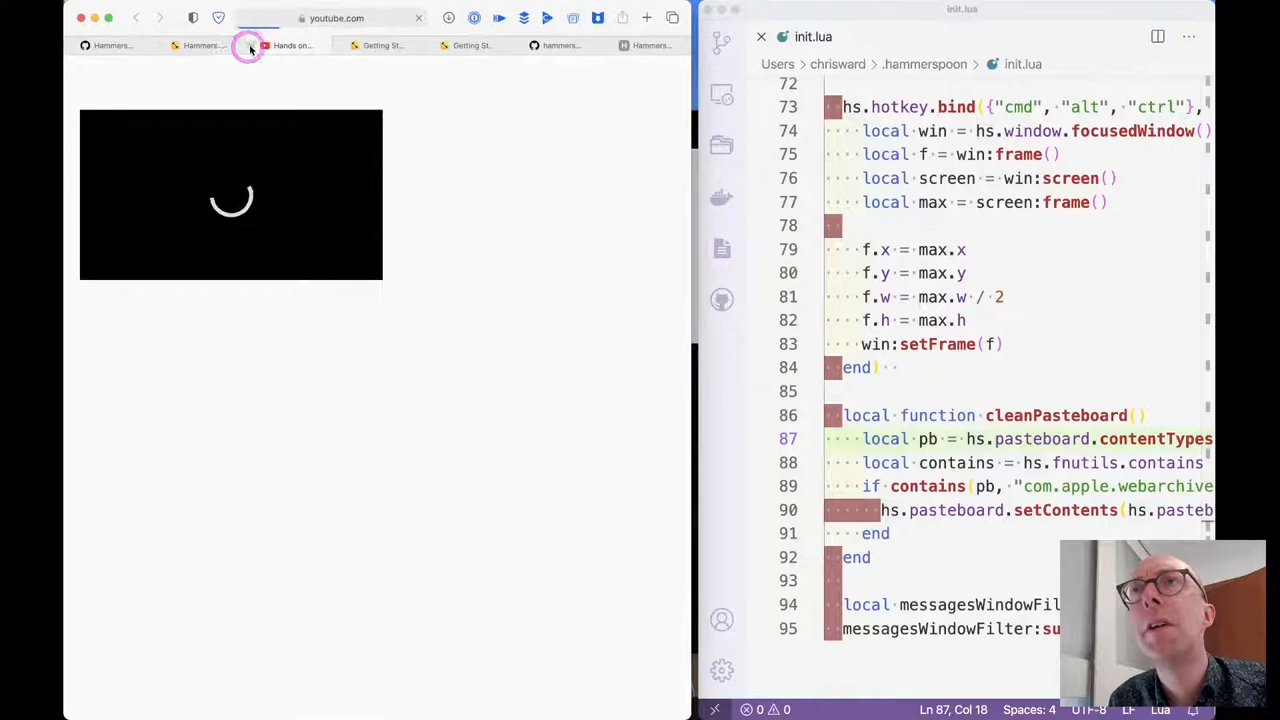 youtube.com
Hammers...
Hammers...
Hands on...
Getting St...
Getting St...
hammers...
Hammers...
init.lua
init.lua
Users chrisward .hammerspoon init.lua
72
73 hs.hotkey.bind({"cmd", "alt", "ctrl"},
74 local win = hs.window.focusedWindow()
75 local f = win:frame()
76 local screen = win:screen()
77 local max = screen:frame()
78
79 f.x = max.x
80 f.y = max.y
81 f.w = max.w / 2
82 f.h = max.h
83 win:setFrame(f)
84 end)
85
86 local function cleanPasteboard()
87 local pb = hs.pasteboard.contentTypes
88 local contains = hs.fnutils.contains
89 if contains(pb, "com.apple.webarchive
90 hs.pasteboard.setContents(hs.pasteb
91 end
92 end
93
94 local messagesWindowFil
95 messagesWindowFilter:su
0 0 Ln 87, Col 18 Spaces: 4 UTF-8 LF Lua